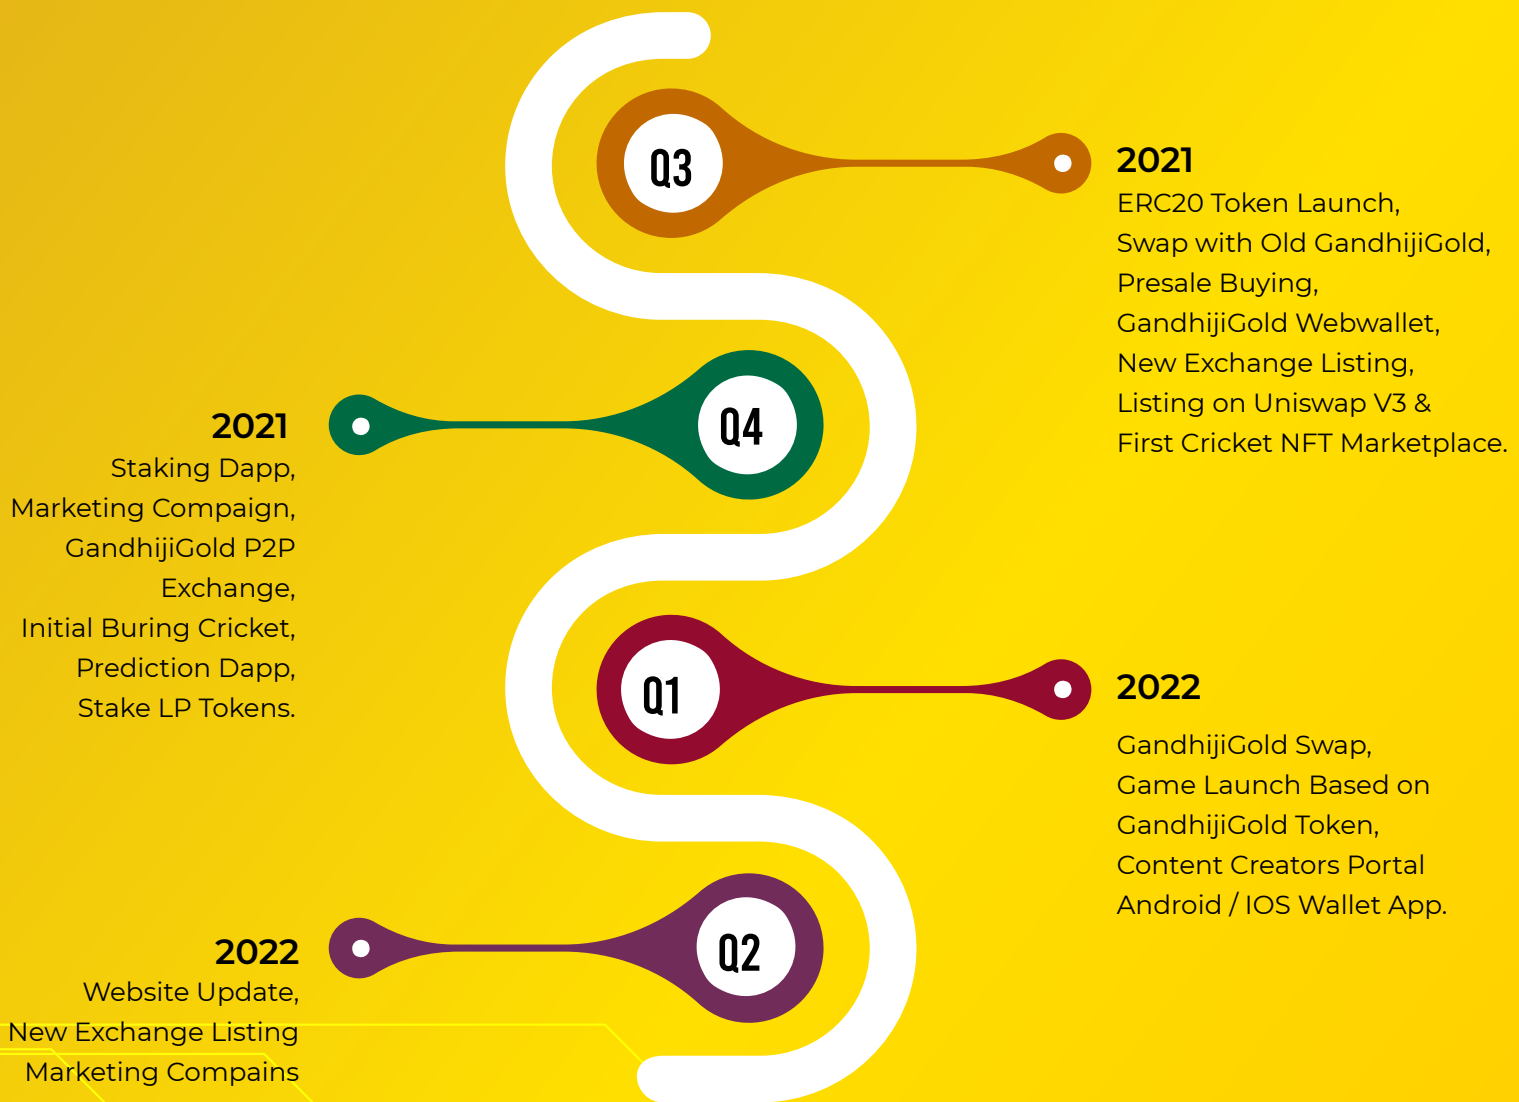 Q3
2021
ERC20 Token Launch,
Swap with Old GandhijiGold,
Presale Buying,
GandhijiGold Webwallet,
New Exchange Listing,
Listing on Uniswap V3 &
First Cricket NFT Marketplace.
Q4
2021
Staking Dapp,
Marketing Compaign,
GandhijiGold P2P
Exchange,
Initial Buring Cricket,
Prediction Dapp,
Stake LP Tokens.
Q1
2022
GandhijiGold Swap,
Game Launch Based on
GandhijiGold Token,
Content Creators Portal
Android / IOS Wallet App.
Q2
2022
Website Update,
New Exchange Listing
Marketing Compains